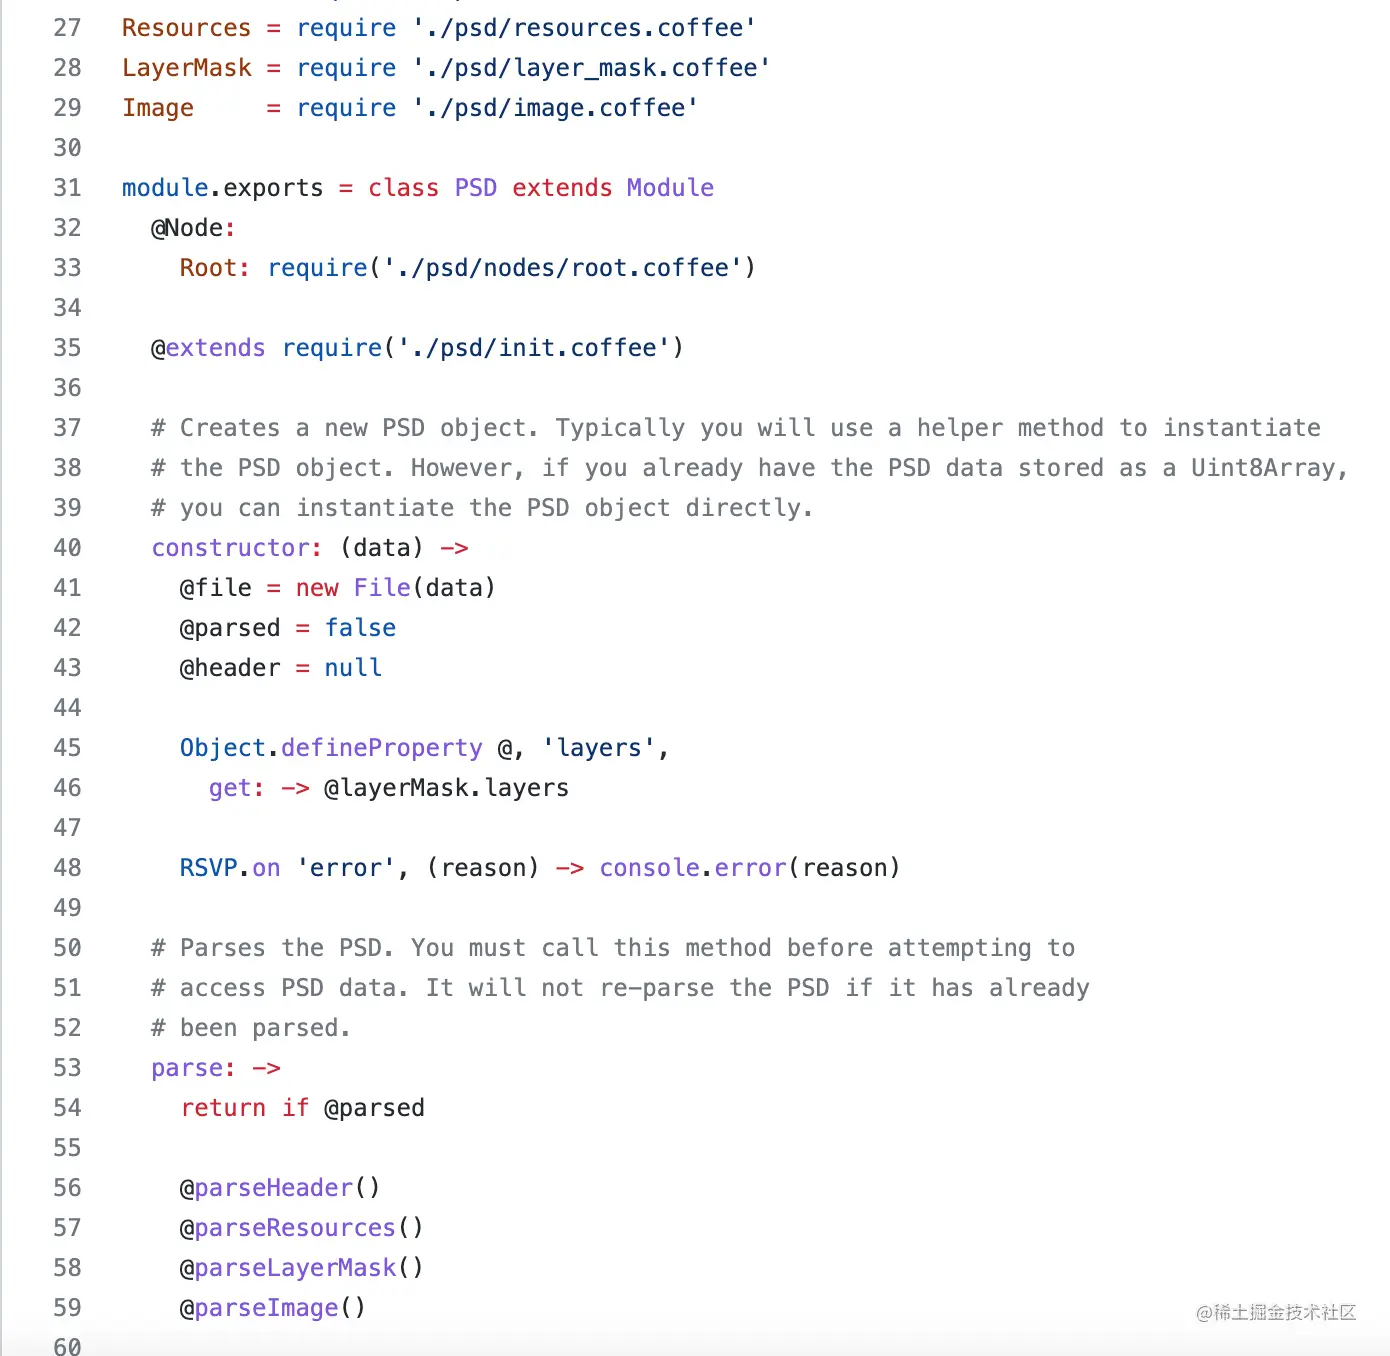 27 Resources = require './psd/resources.coffee'
28 LayerMask = require './psd/layer_mask.coffee'
29 Image     = require './psd/image.coffee'
30
31 module.exports = class PSD extends Module
32   @Node:
33     Root: require('./psd/nodes/root.coffee')
34
35   @extends require('./psd/init.coffee')
36
37   # Creates a new PSD object. Typically you will use a helper method to instantiate
38   # the PSD object. However, if you already have the PSD data stored as a Uint8Array,
39   # you can instantiate the PSD object directly.
40   constructor: (data) ->
41     @file = new File(data)
42     @parsed = false
43     @header = null
44
45     Object.defineProperty @, 'layers',
46       get: -> @layerMask.layers
47
48     RSVP.on 'error', (reason) -> console.error(reason)
49
50   # Parses the PSD. You must call this method before attempting to
51   # access PSD data. It will not re-parse the PSD if it has already
52   # been parsed.
53   parse: ->
54     return if @parsed
55
56     @parseHeader()
57     @parseResources()
58     @parseLayerMask()
59     @parseImage()
60
@稀土掘金技术社区